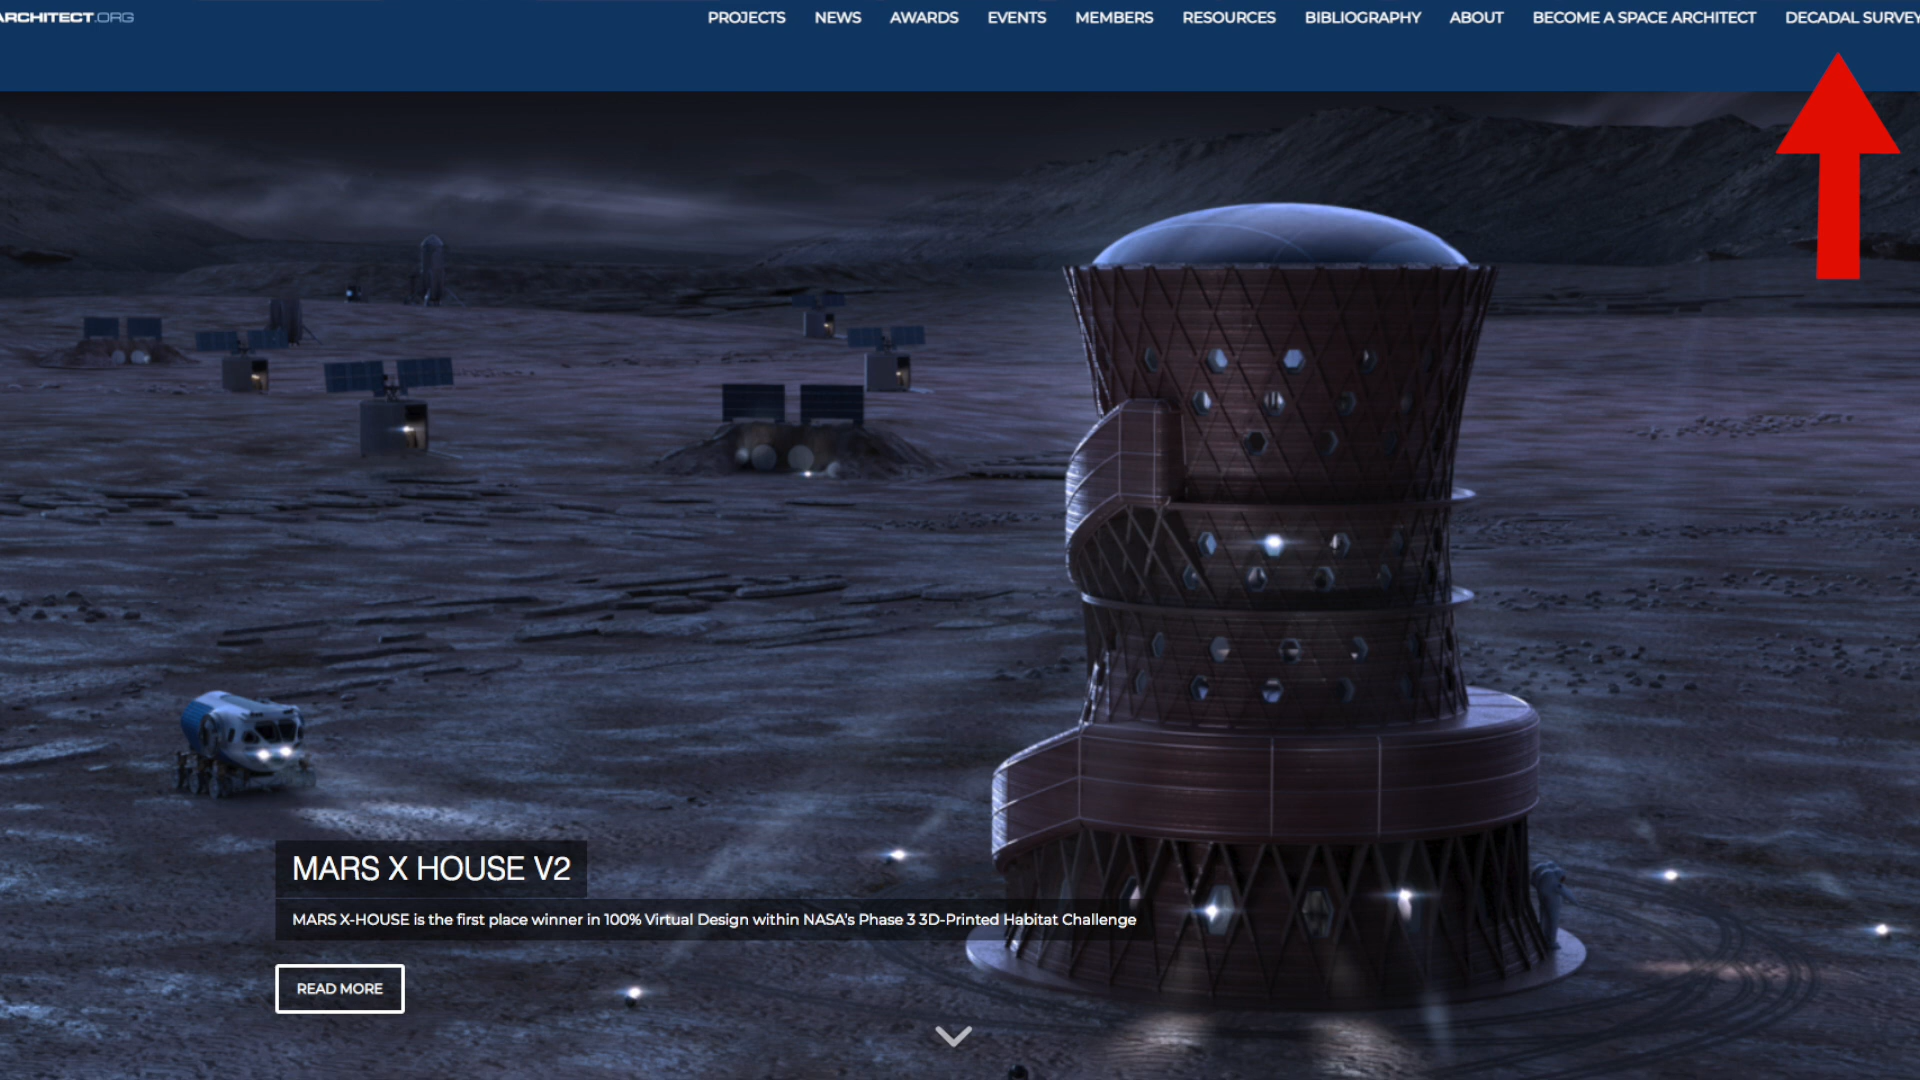 ARCHITECT.ORG
PROJECTS NEWS AWARDS EVENTS MEMBERS RESOURCES BIBLIOGRAPHY ABOUT BECOME A SPACE ARCHITECT DECADAL SURVEY
MARS X HOUSE V2
MARS X-HOUSE is the first place winner in 100% Virtual Design within NASA's Phase 3 3D-Printed Habitat Challenge
READ MORE